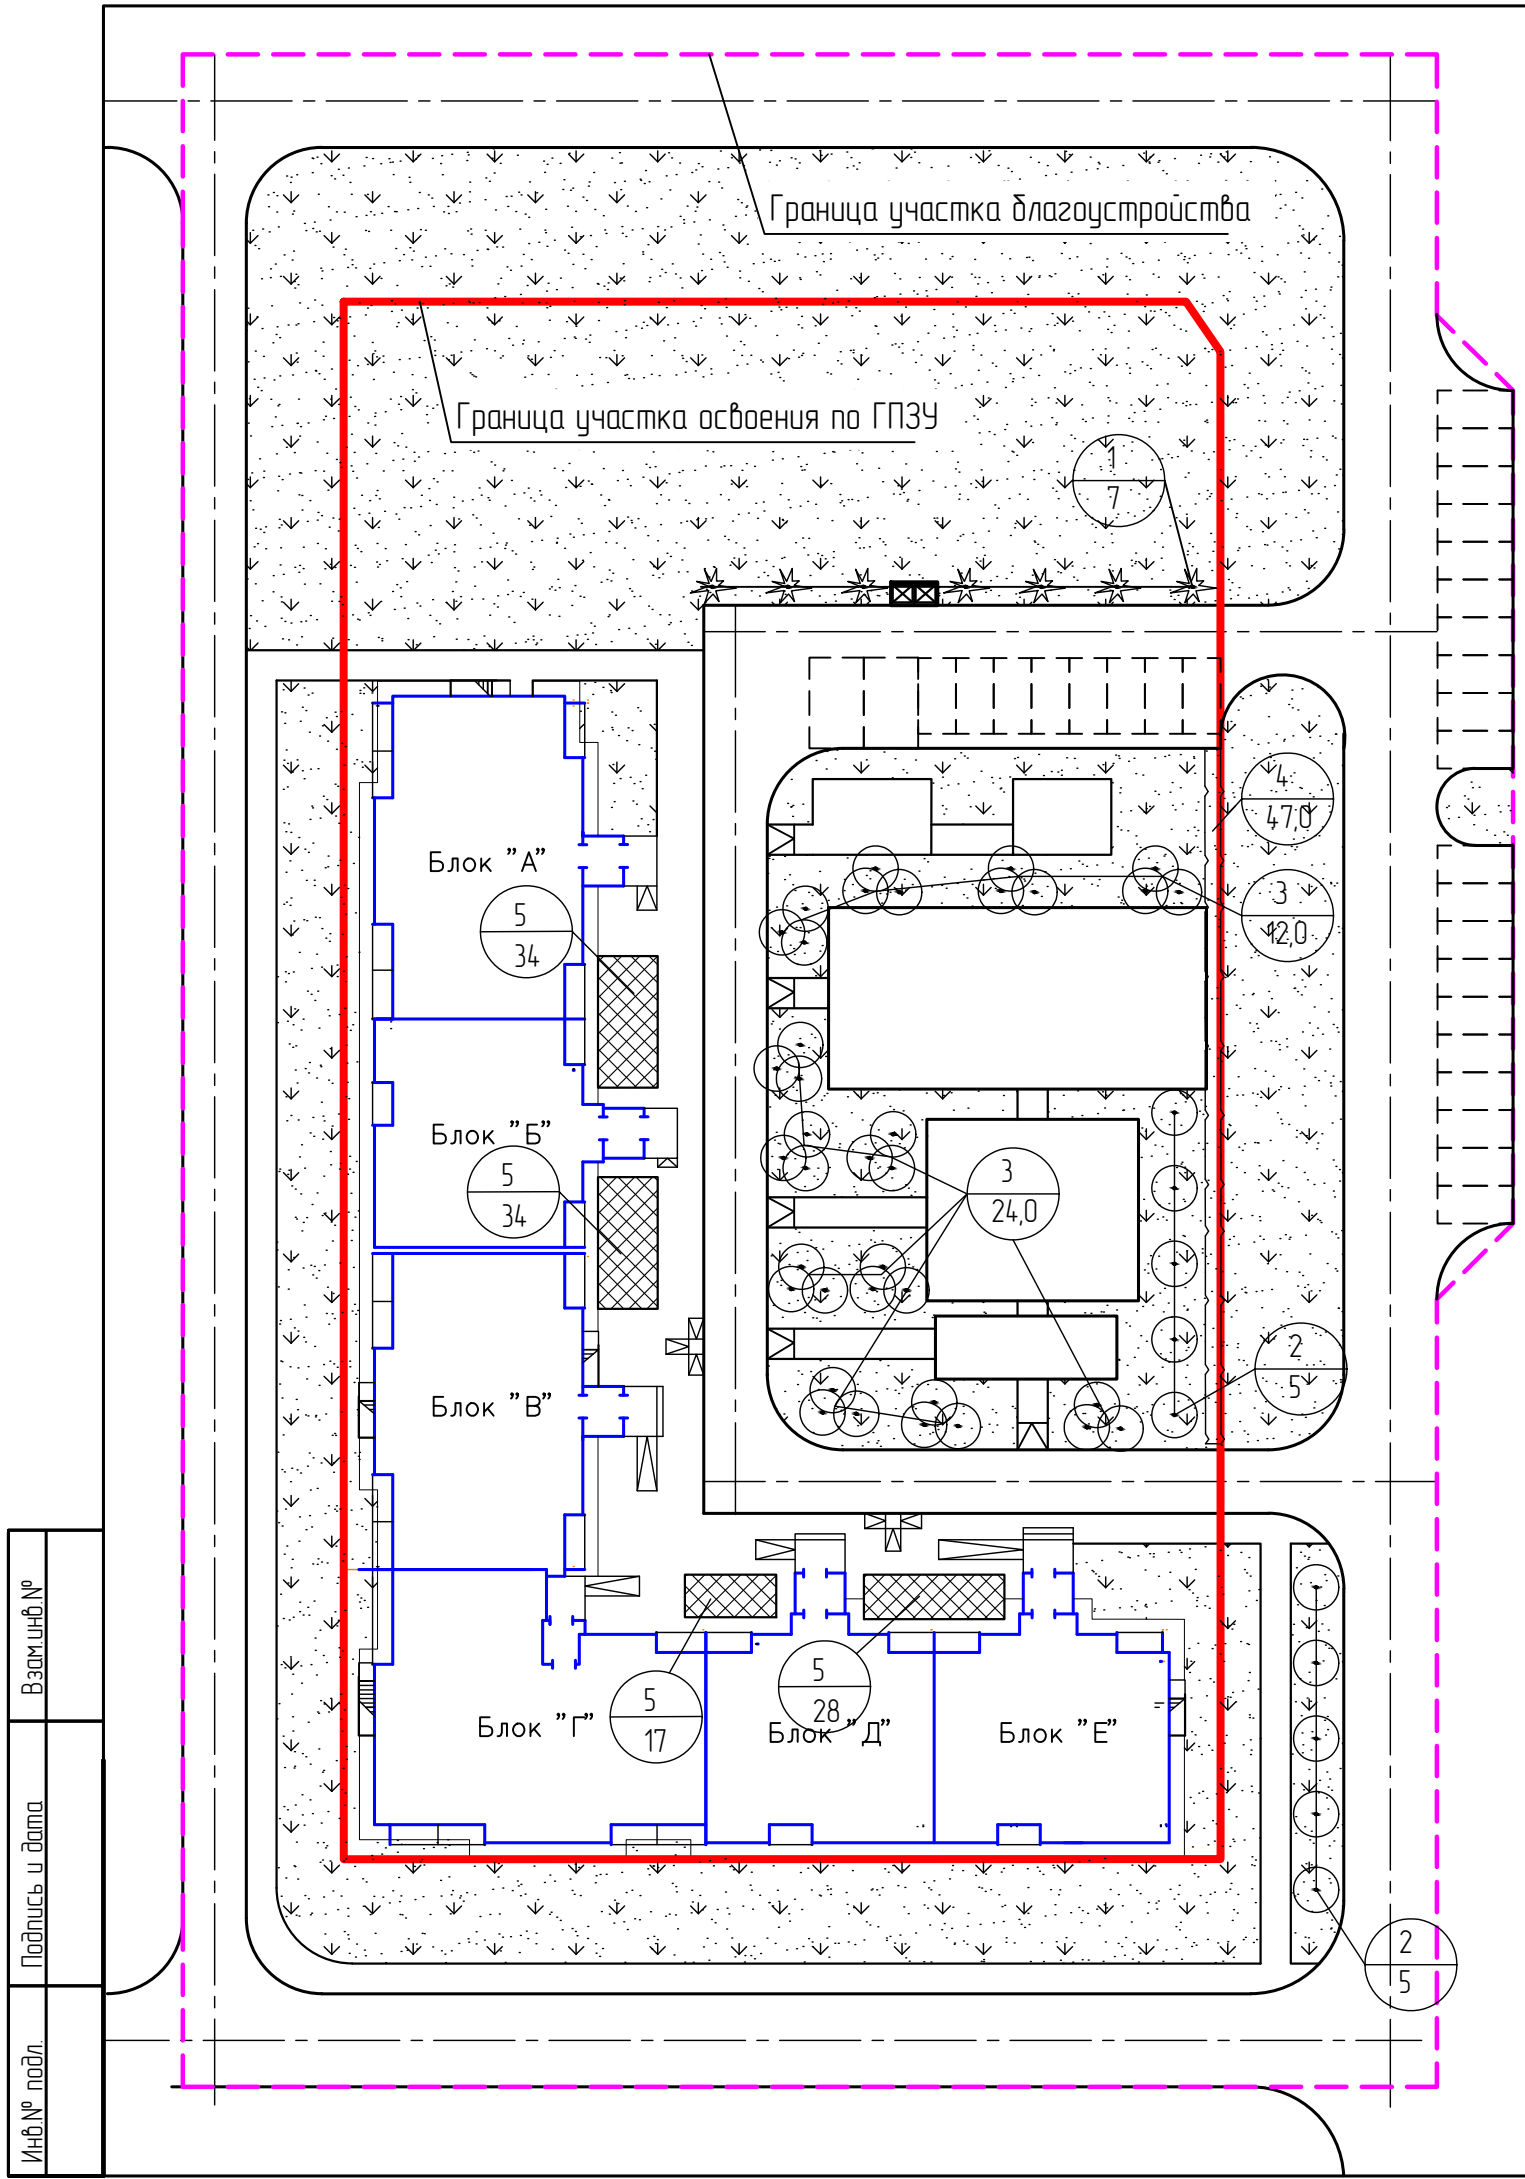 Граница участка благоустройства
Граница участка освоения по ГПЗУ
1
7
4
47,0
Блок "А"
3
12,0
5
34
Блок "Б"
5
34
3
24,0
2
5
Блок "В"
5
28
5
17
Блок "Г"
Блок "Д"
Блок "Е"
2
5
Взам.инв.№
Подпись и дата
Инв.№ подл.